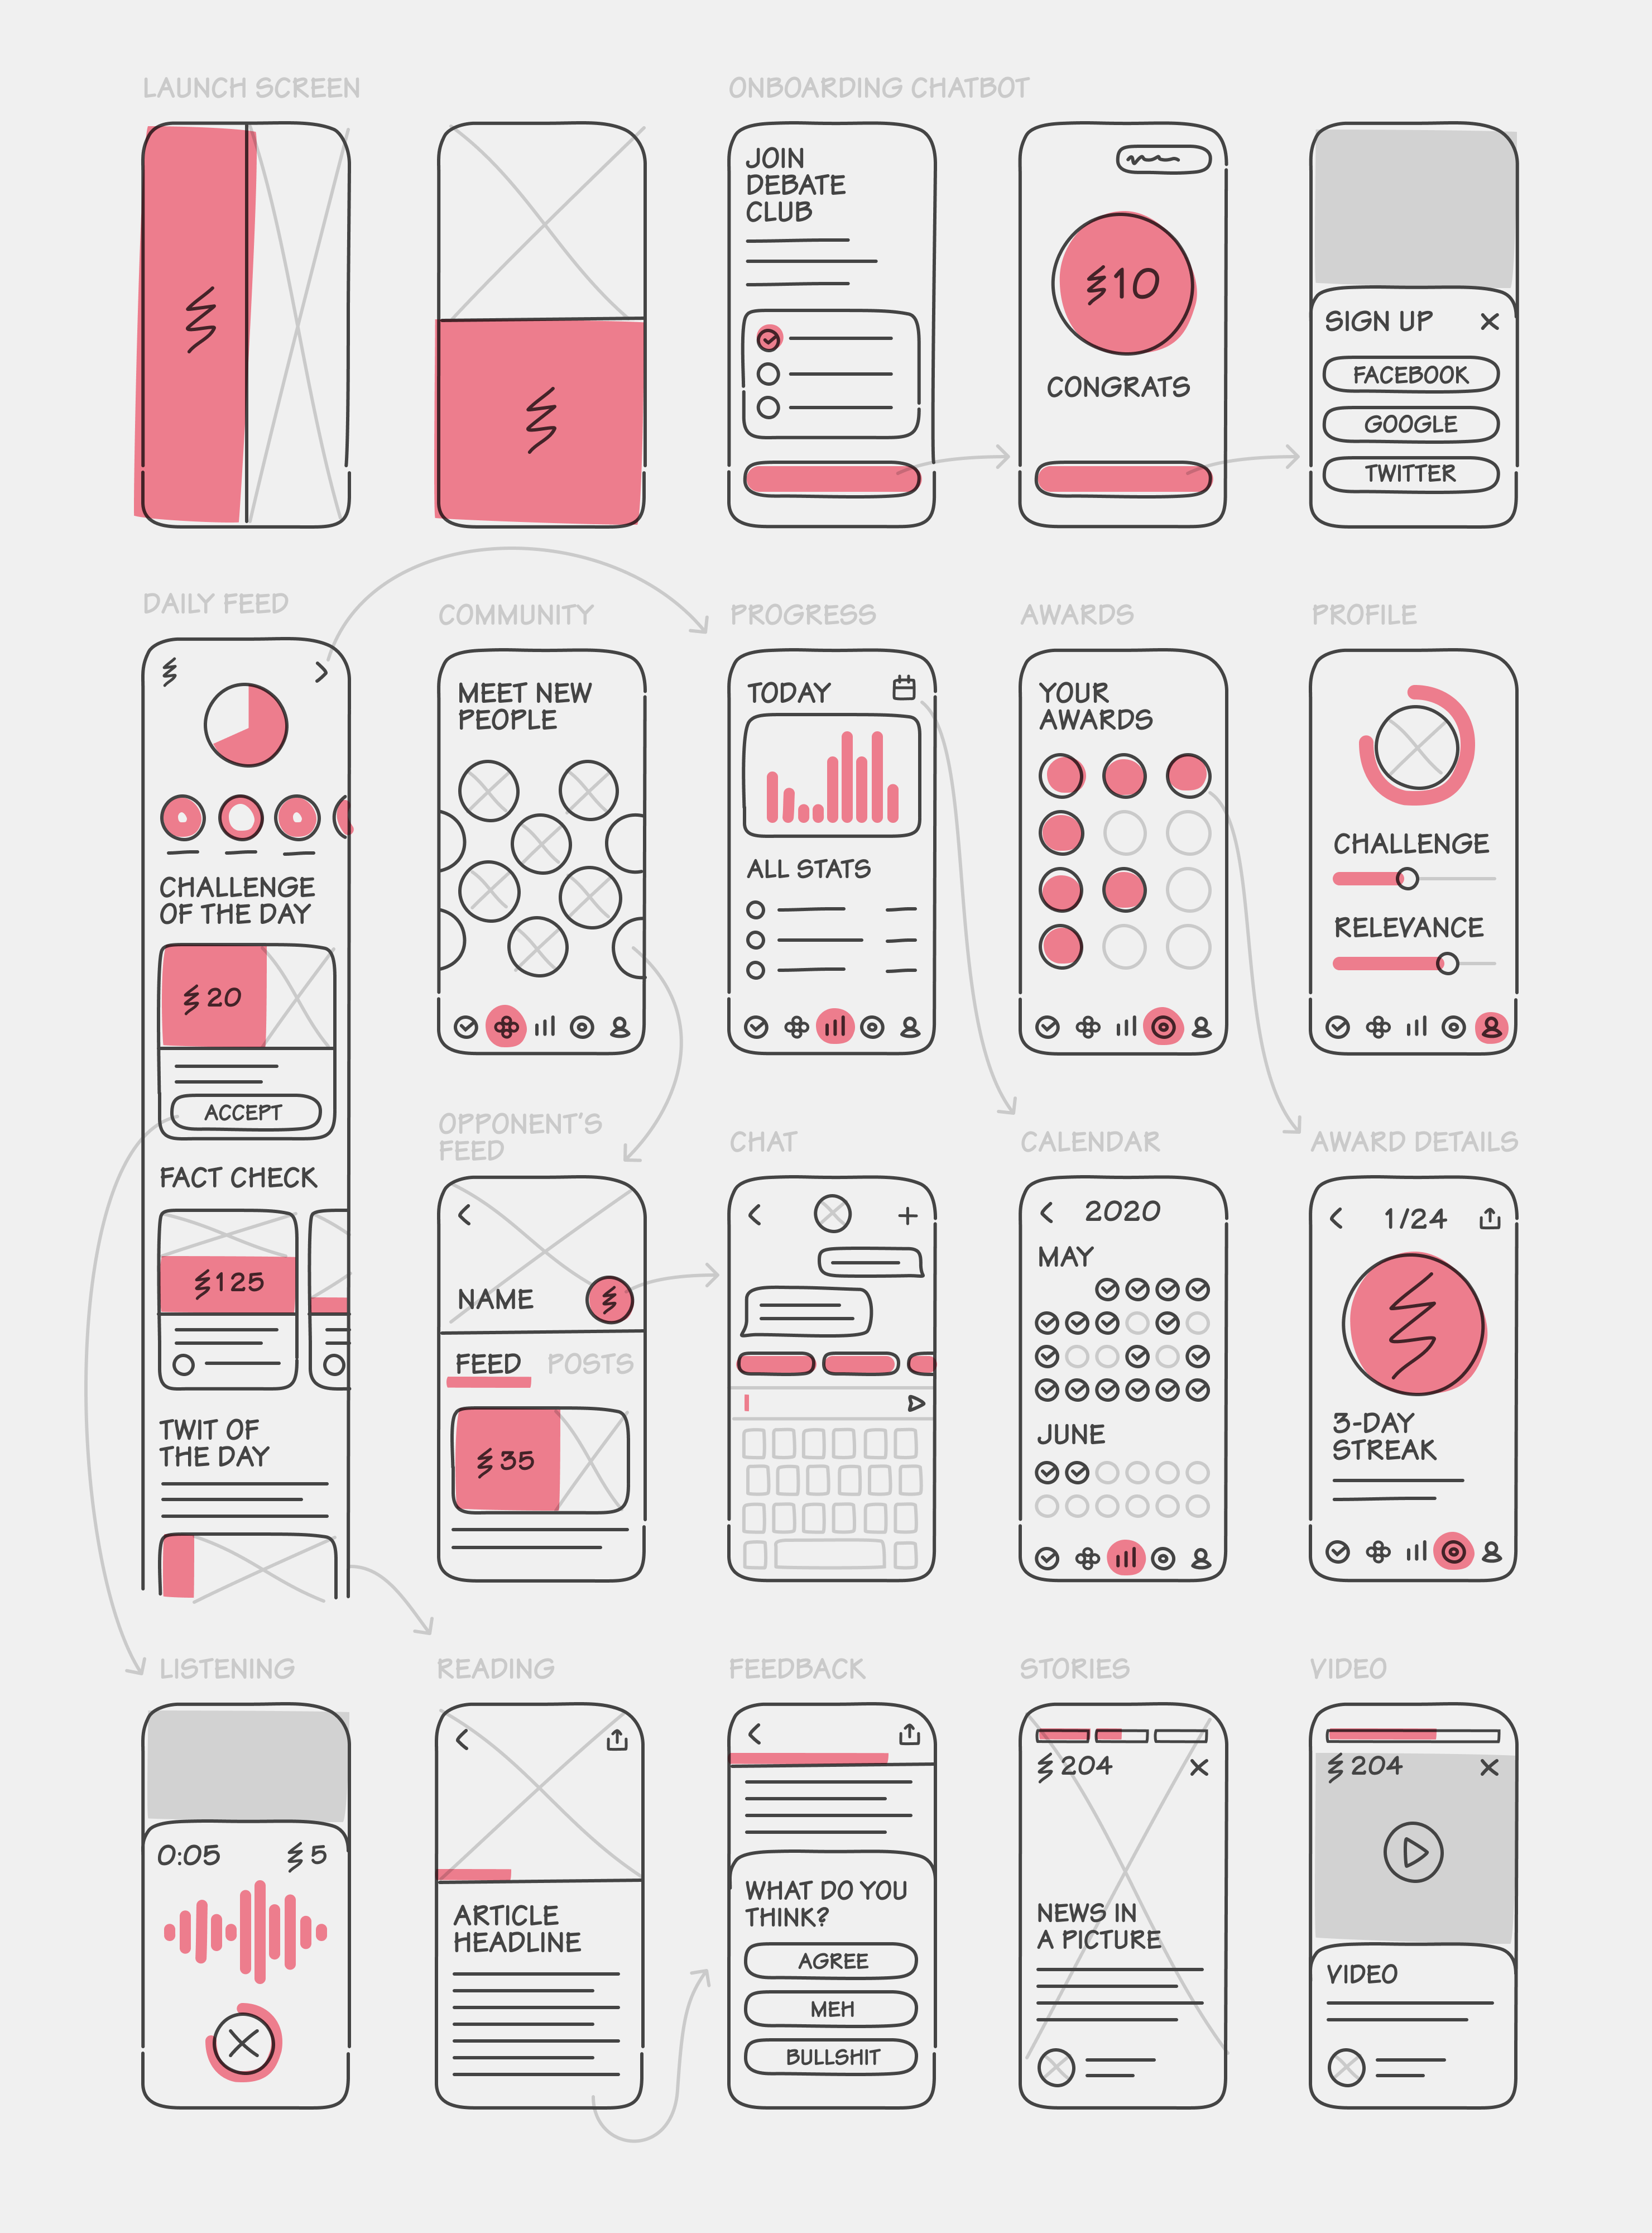 LAUNCH SCREEN
ONBOARDING CHATBOT
JOIN
DEBATE
CLUB
10
CONGRATS
SIGN UP
FACEBOOK
GOOGLE
TWITTER
DAILY FEED
CHALLENGE
OF THE DAY
20
ACCEPT
FACT CHECK
125
TWIT OF
THE DAY
COMMUNITY
MEET NEW
PEOPLE
PROGRESS
TODAY
ALL STATS
AWARDS
YOUR
AWARDS
PROFILE
CHALLENGE
RELEVANCE
OPPONENT'S
FEED
NAME
FEED POSTS
35
CHAT
CALENDAR
2020
MAY
JUNE
AWARD DETAILS
1/24
3-DAY
STREAK
LISTENING
0:05 5
READING
ARTICLE
HEADLINE
FEEDBACK
WHAT DO YOU
THINK?
AGREE
MEH
BULLSHIT
STORIES
204
NEWS IN
A PICTURE
VIDEO
204
VIDEO